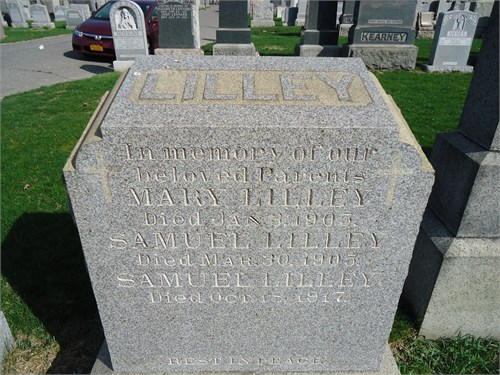 LILLEY
In memory of our
beloved Parents
MARY LILLEY
Died Jan. 3, 1905
SAMUEL LILLEY
Died Mar. 30, 1905
SAMUEL LILLEY
Died Oct. 18, 1917.
REST IN PEACE
KEARNEY